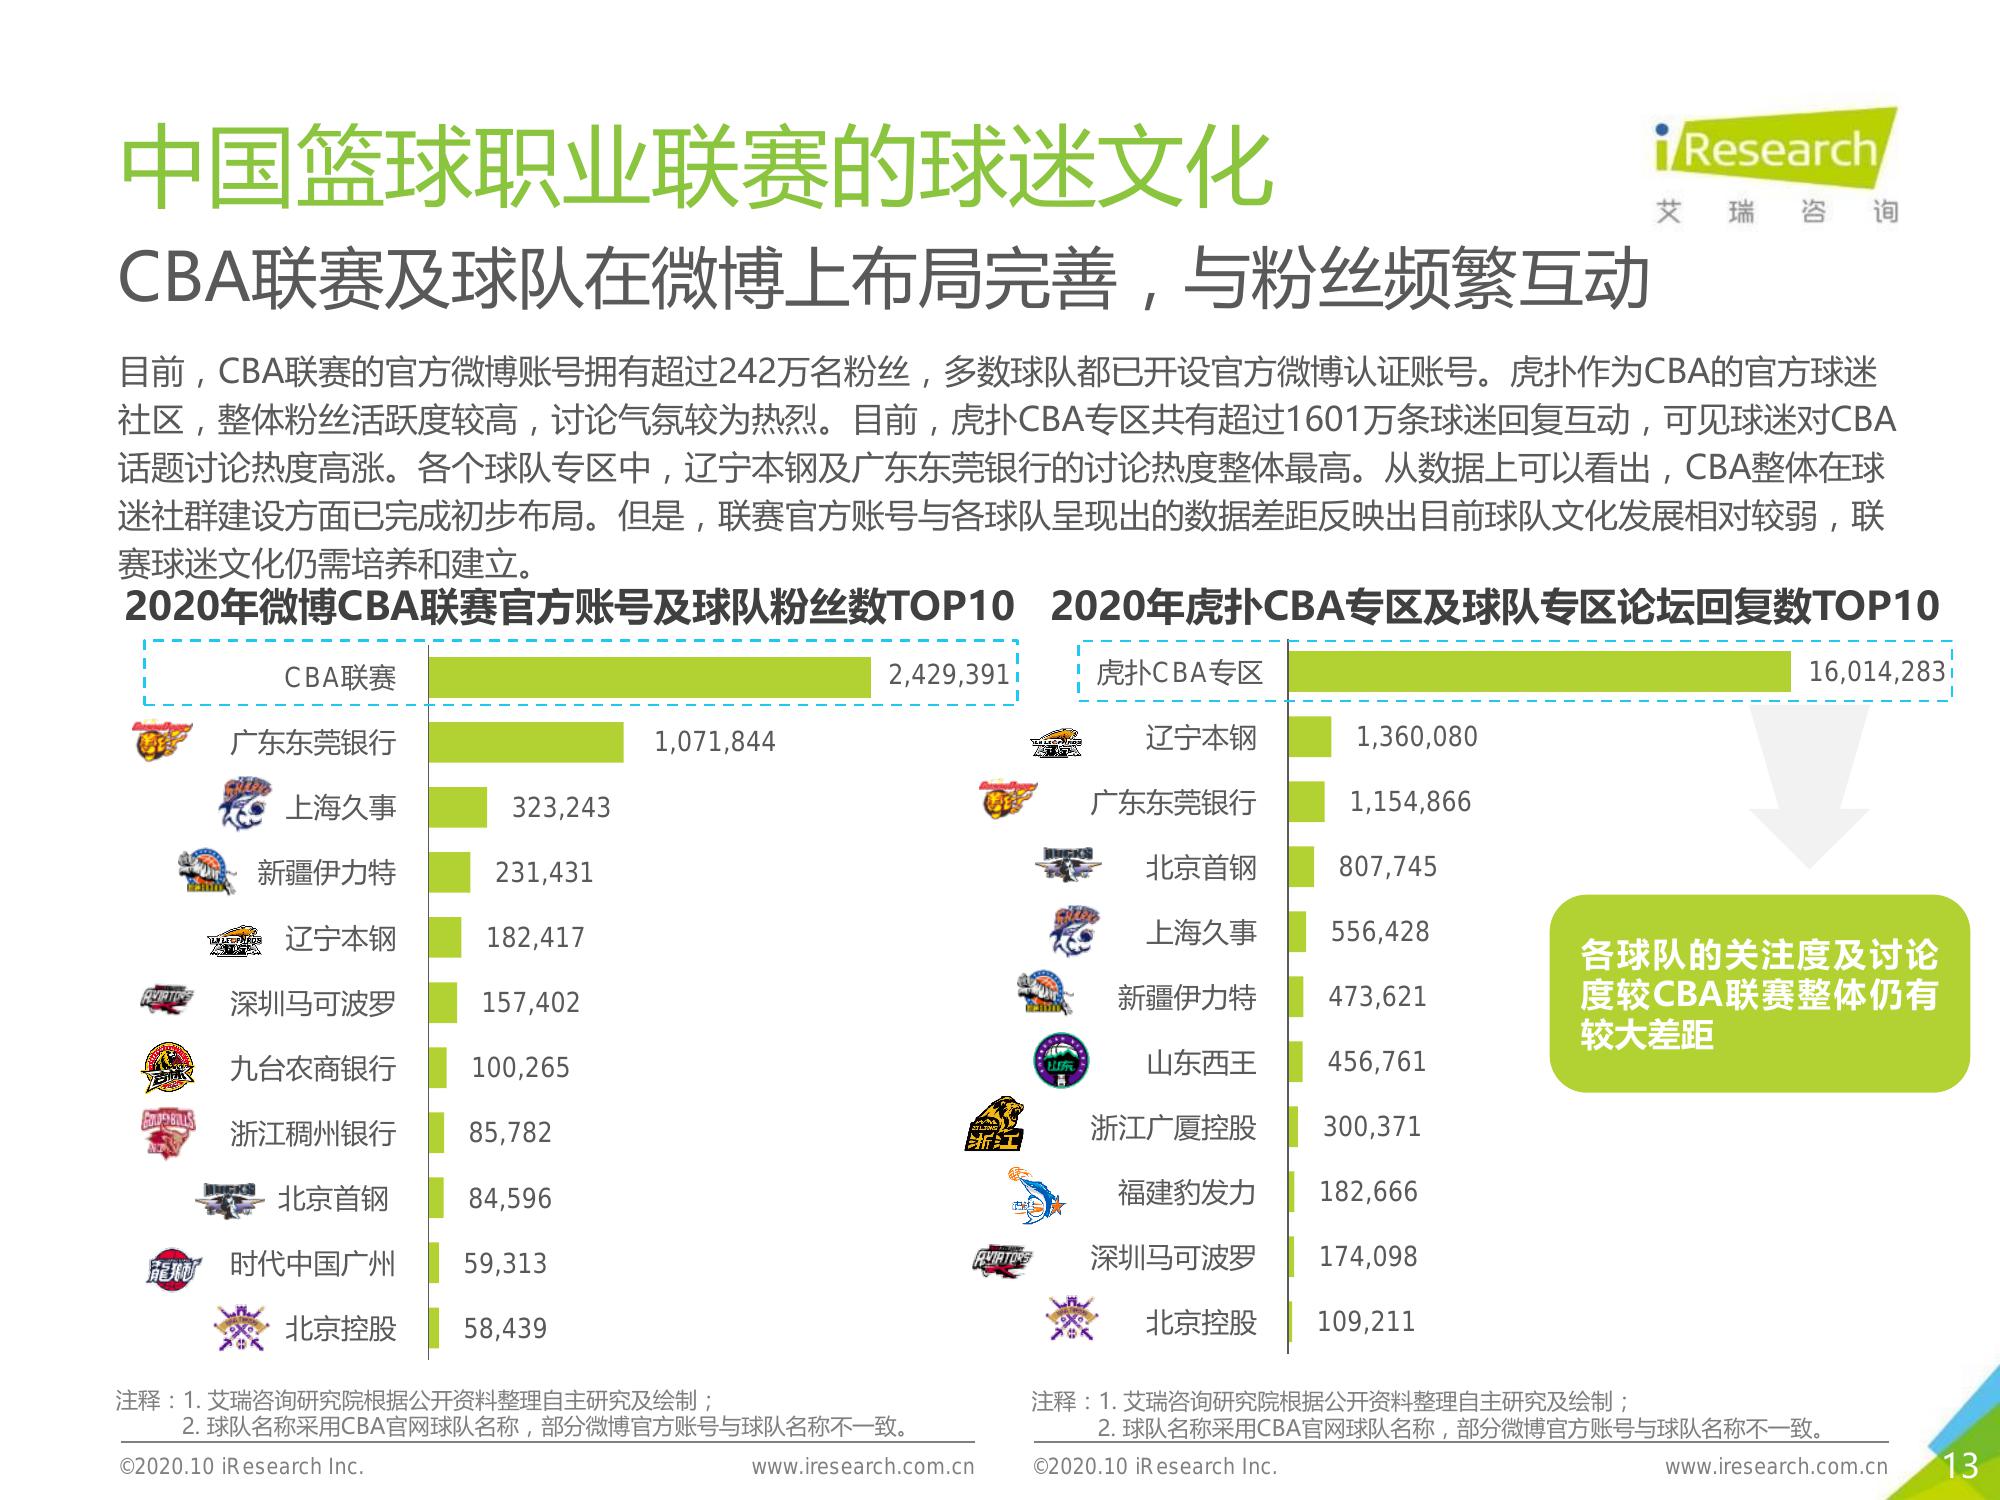 中国篮球职业联赛的球迷文化
iResearch
艾 瑞 咨 询
CBA联赛及球队在微博上布局完善，与粉丝频繁互动
目前，CBA联赛的官方微博账号拥有超过242万名粉丝，多数球队都已开设官方微博认证账号。虎扑作为CBA的官方球迷
社区，整体粉丝活跃度较高，讨论气氛较为热烈。目前，虎扑CBA专区共有超过1601万条球迷回复互动，可见球迷对CBA
话题讨论热度高涨。各个球队专区中，辽宁本钢及广东东莞银行的讨论热度整体最高。从数据上可以看出，CBA整体在球
迷社群建设方面已完成初步布局。但是，联赛官方账号与各球队呈现出的数据差距反映出目前球队文化发展相对较弱，联
赛球迷文化仍需培养和建立。
2020年微博CBA联赛官方账号及球队粉丝数TOP10
CBA联赛 2,429,391
广东东莞银行 1,071,844
上海久事 323,243
新疆伊力特 231,431
辽宁本钢 182,417
深圳马可波罗 157,402
九台农商银行 100,265
浙江稠州银行 85,782
北京首钢 84,596
时代中国广州 59,313
北京控股 58,439
注释：1. 艾瑞咨询研究院根据公开资料整理自主研究及绘制；
2. 球队名称采用CBA官网球队名称，部分微博官方账号与球队名称不一致。
©2020.10 iResearch Inc. www.iresearch.com.cn
2020年虎扑CBA专区及球队专区论坛回复数TOP10
虎扑CBA专区 16,014,283
辽宁本钢 1,360,080
广东东莞银行 1,154,866
北京首钢 807,745
上海久事 556,428
新疆伊力特 473,621
山东西王 456,761
浙江广厦控股 300,371
福建豹发力 182,666
深圳马可波罗 174,098
北京控股 109,211
各球队的关注度及讨论
度较CBA联赛整体仍有
较大差距
注释：1. 艾瑞咨询研究院根据公开资料整理自主研究及绘制；
2. 球队名称采用CBA官网球队名称，部分微博官方账号与球队名称不一致。
©2020.10 iResearch Inc. www.iresearch.com.cn
13